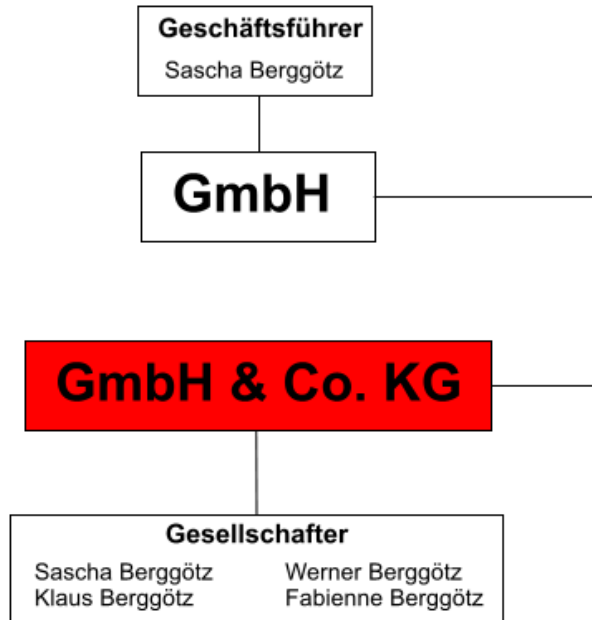 Geschäftsführer
Sascha Berggötz
GmbH
GmbH & Co. KG
Gesellschafter
Sascha Berggötz Werner Berggötz
Klaus Berggötz Fabienne Berggötz